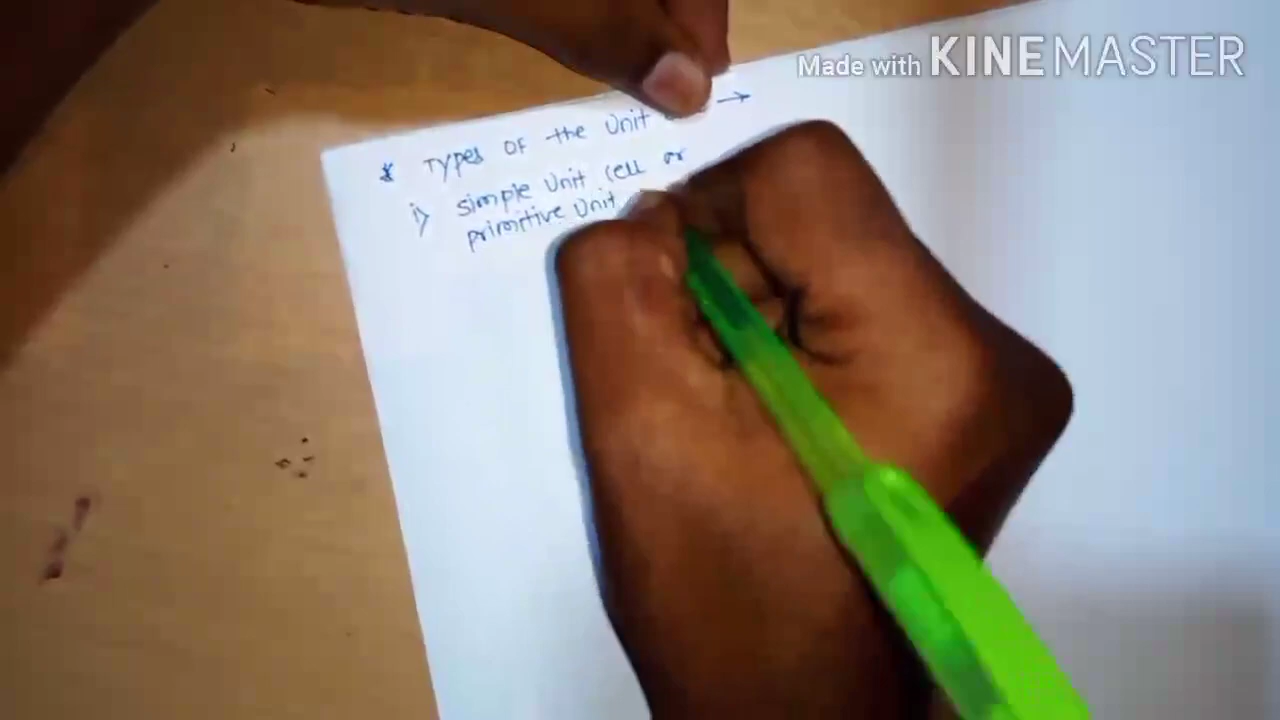 Made with KINEMASTER
* Types OF the Unit →
i) simple Unit cell or
primitive Unit